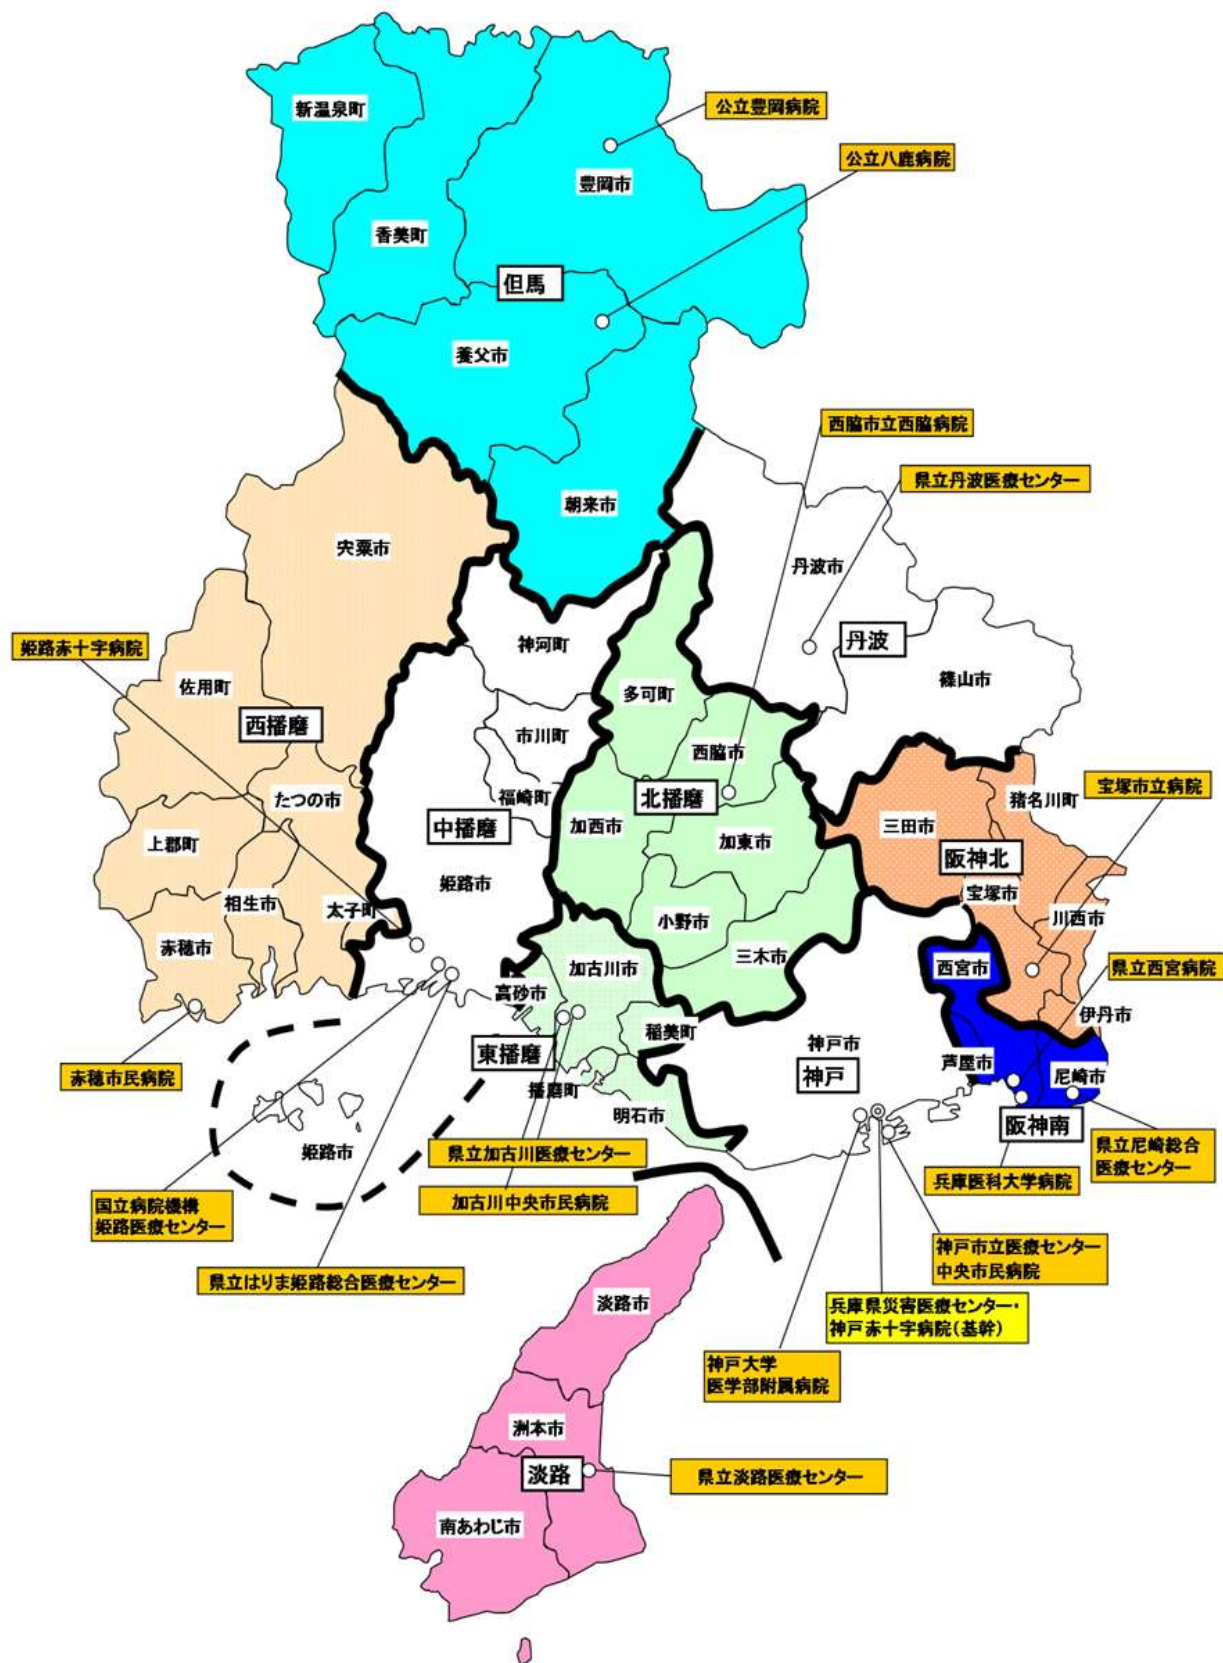 公立豊岡病院
新温泉町
公立八鹿病院
豊岡市
香美町
但馬
養父市
西脇市立西脇病院
県立丹波医療センター
朝来市
宍粟市
丹波市
姫路赤十字病院
神河町
丹波
佐用町
篠山市
多可町
西播磨
市川町
西脇市
宝塚市立病院
たつの市
福崎町
北播磨
猪名川町
中播磨
加西市
三田市
上郡町
加東市
阪神北
姫路市
宝塚市
相生市
太子町
小野市
川西市
赤穂市
三木市
加古川市
西宮市
県立西宮病院
高砂市
伊丹市
稲美町
神戸市
東播磨
芦屋市
赤穂市民病院
神戸
尼崎市
播磨町
明石市
阪神南
姫路市
県立加古川医療センター
県立尼崎総合
医療センター
兵庫医科大学病院
加古川中央市民病院
国立病院機構
姫路医療センター
神戸市立医療センター
中央市民病院
県立はりま姫路総合医療センター
淡路市
兵庫県災害医療センター・
神戸赤十字病院(基幹)
神戸大学
医学部附属病院
洲本市
淡路
県立淡路医療センター
南あわじ市